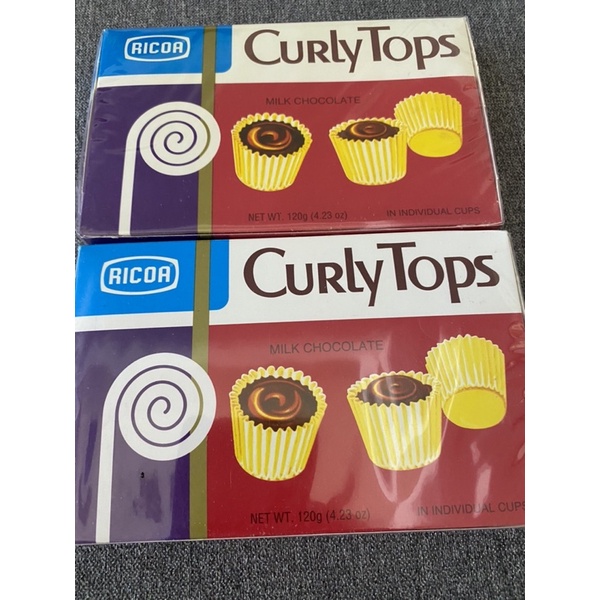 RICOA
CURLY TOPS
MILK CHOCOLATE
NET WT. 120g (4.23 oz)
IN INDIVIDUAL CUPS
RICOA
CURLY TOPS
MILK CHOCOLATE
NET WT. 120g (4.23 oz)
IN INDIVIDUAL CUPS